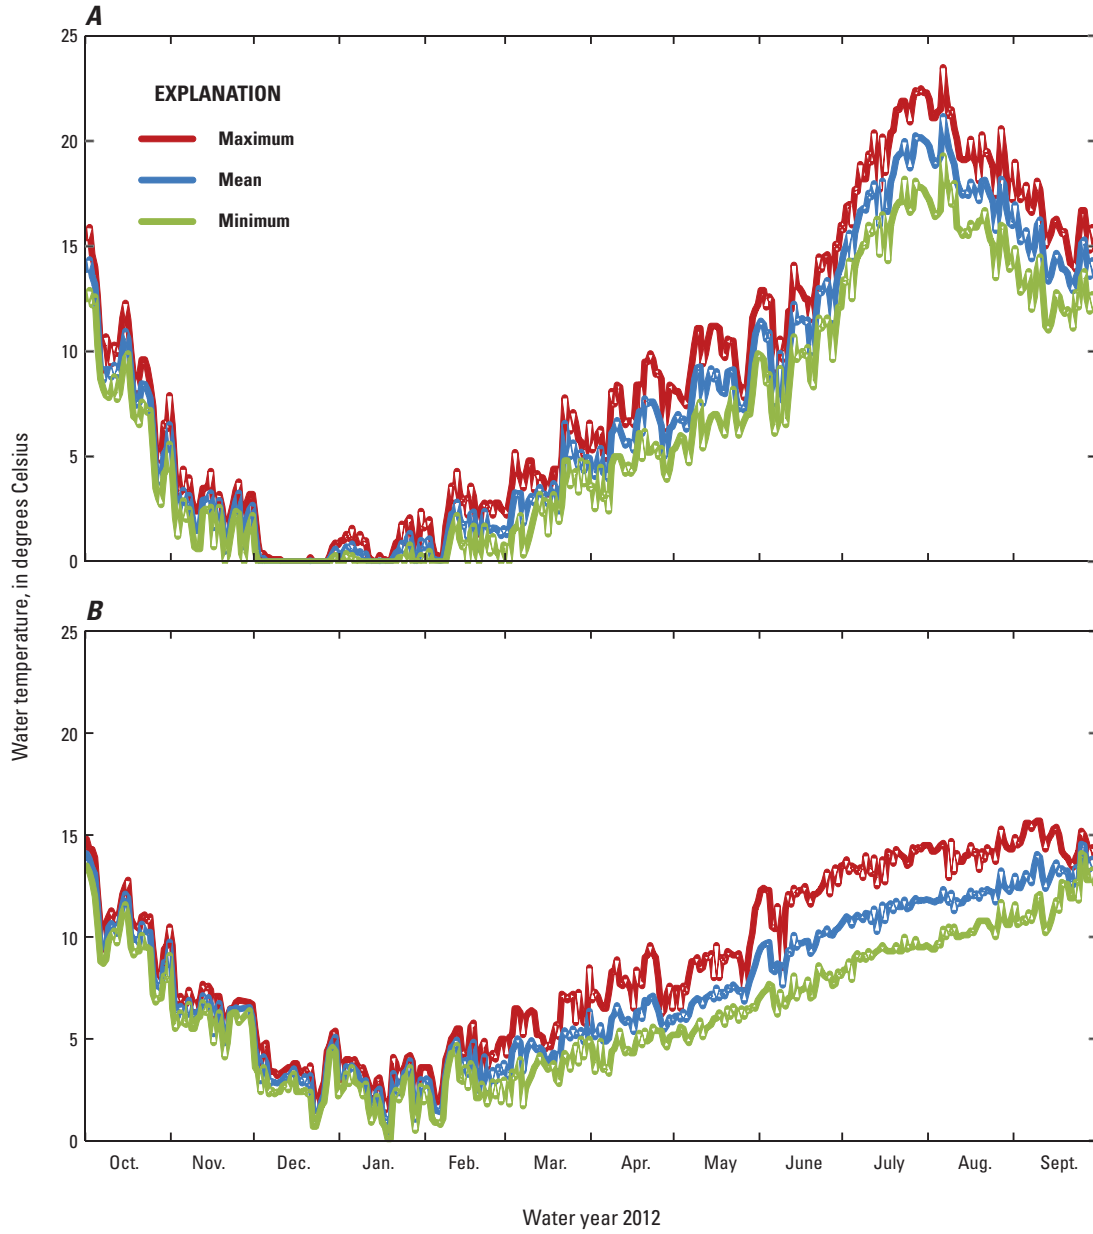 A
25
20
15
10
5
0
EXPLANATION
Maximum
Mean
Minimum
Water temperature, in degrees Celsius
B
25
20
15
10
5
0
Oct. Nov. Dec. Jan. Feb. Mar. Apr. May June July Aug. Sept.
Water year 2012